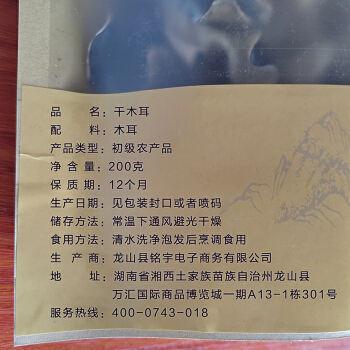 品 名：干木耳
配 料：木耳
产品类型：初级农产品
净 含 量：200克
保 质 期：12个月
生产日期：见包装封口或者喷码
储存方法：常温下通风避光干燥
食用方法：清水洗净泡发后烹调食用
生 产 商：龙山县铭宇电子商务有限公司
地 址：湖南省湘西土家族苗族自治州龙山县
万汇国际商品博览城一期A13-1栋301号
服务热线：400-0743-018